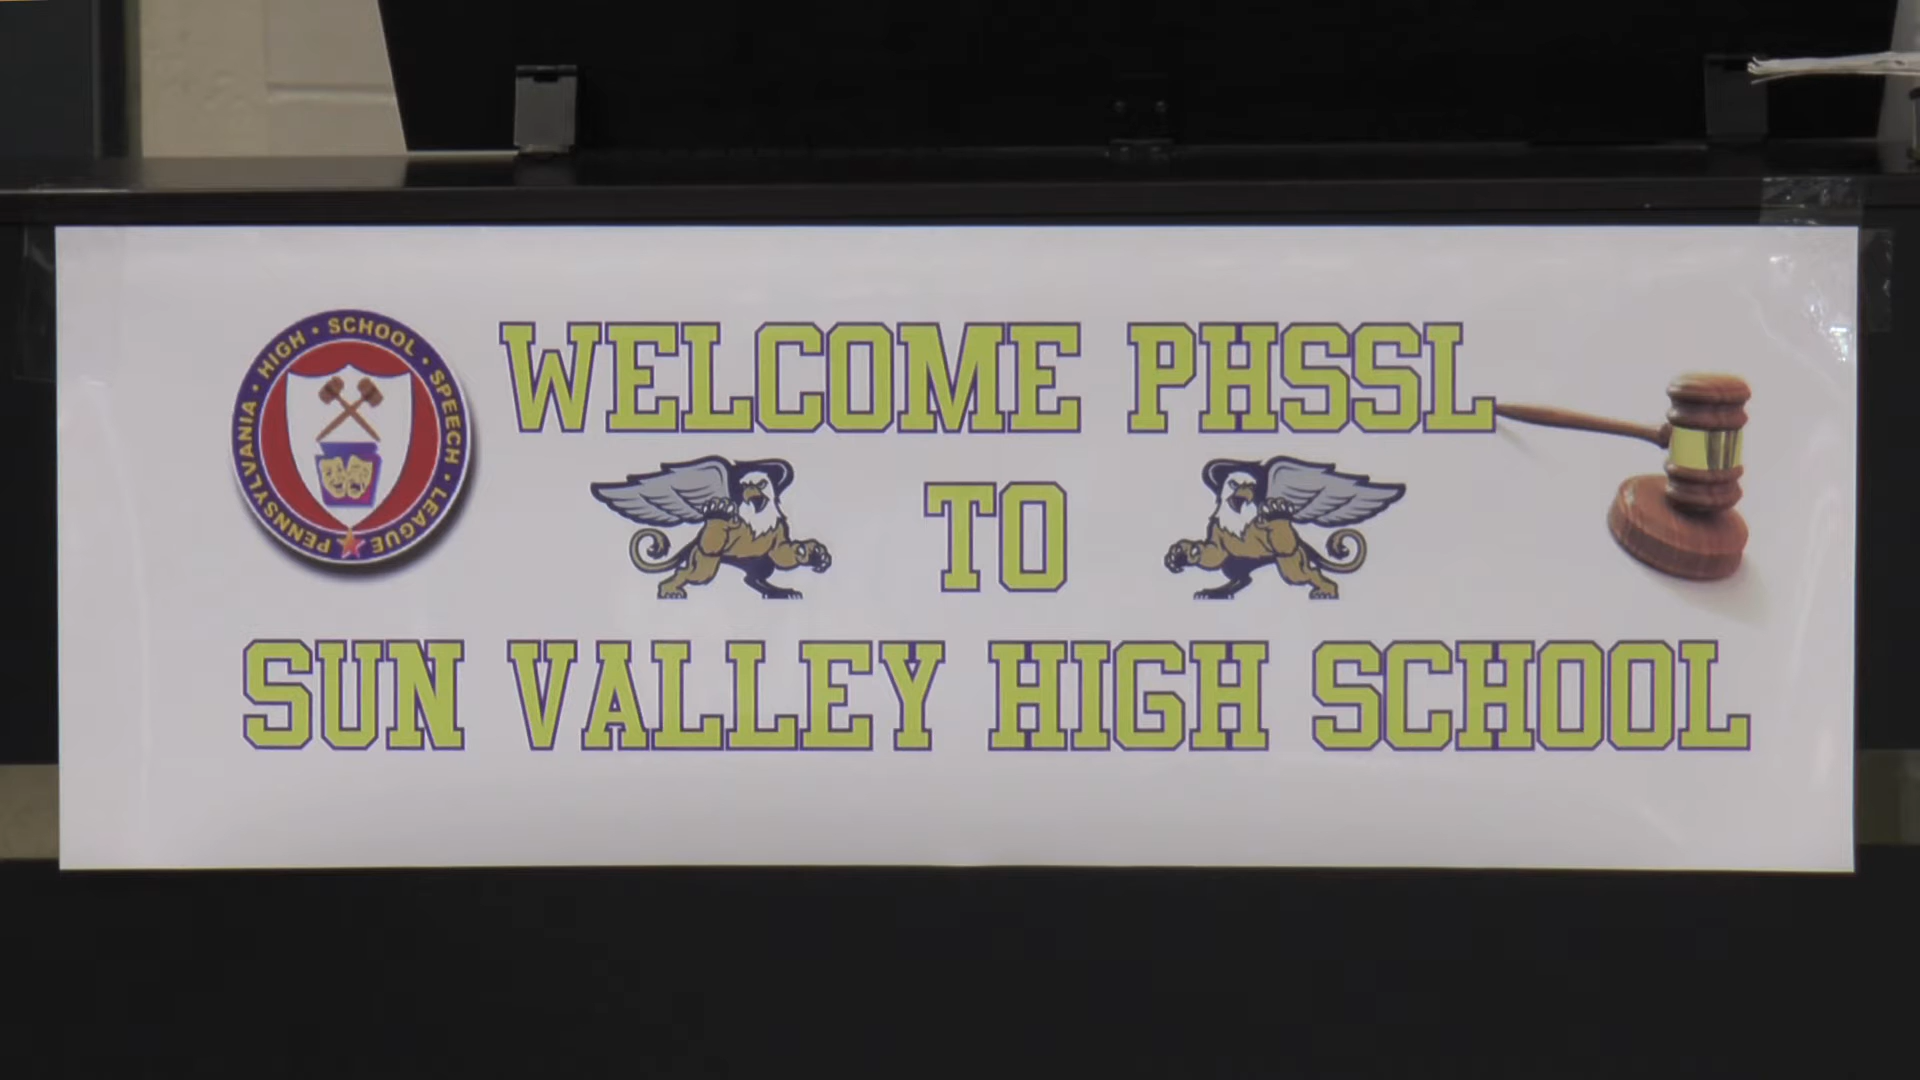 PENNSYLVANIA • HIGH • SCHOOL • SPEECH • LEAGUE
WELCOME PHSSL
TO
SUN VALLEY HIGH SCHOOL